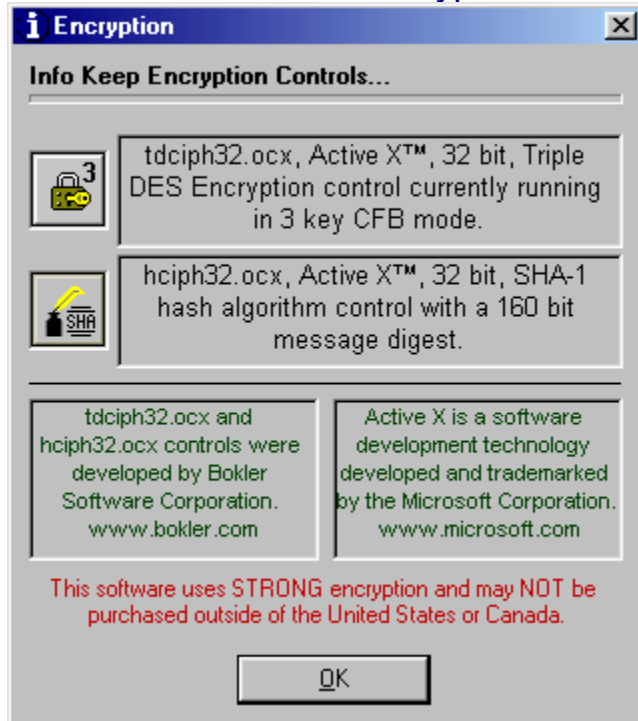 Encryption
Info Keep Encryption Controls...
3
tdciph32.ocx, Active X™, 32 bit, Triple
DES Encryption control currently running
in 3 key CFB mode.
SHA
hciph32.ocx, Active X™, 32 bit, SHA-1
hash algorithm control with a 160 bit
message digest.
tdciph32.ocx and
hciph32.ocx controls were
developed by Bokler
Software Corporation.
www.bokler.com
Active X is a software
development technology
developed and trademarked
by the Microsoft Corporation.
www.microsoft.com
This software uses STRONG encryption and may NOT be
purchased outside of the United States or Canada.
OK